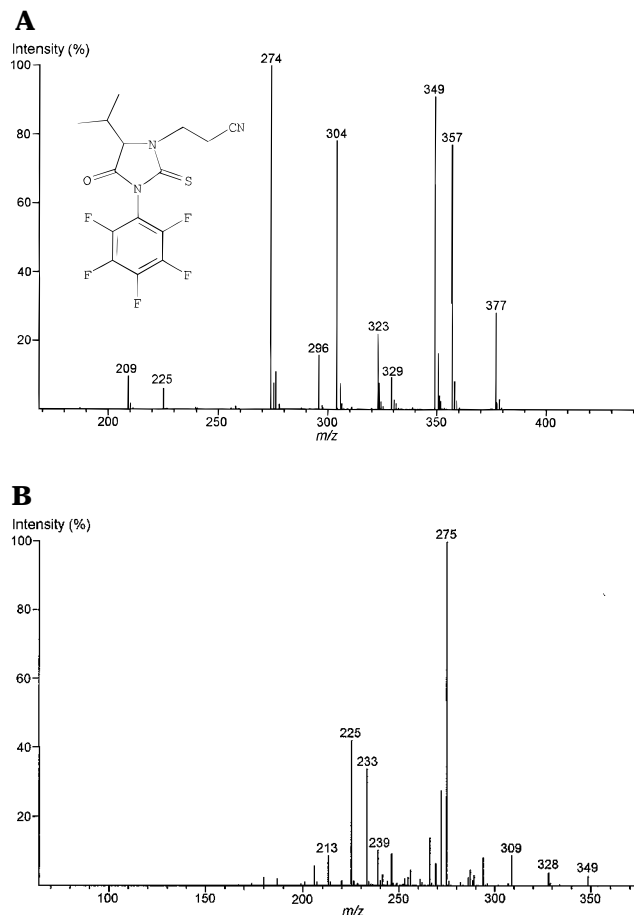 A
Intensity (%)
274
100
349
CN
304
357
80
N
O
S
N
60
F
F
F
F
F
40
377
323
20
296
329
209
225
200
250
300
350
400
m/z
B
Intensity (%)
275
100
80
60
225
40
233
20
213
239
309
328
349
100
150
200
250
300
350
m/z